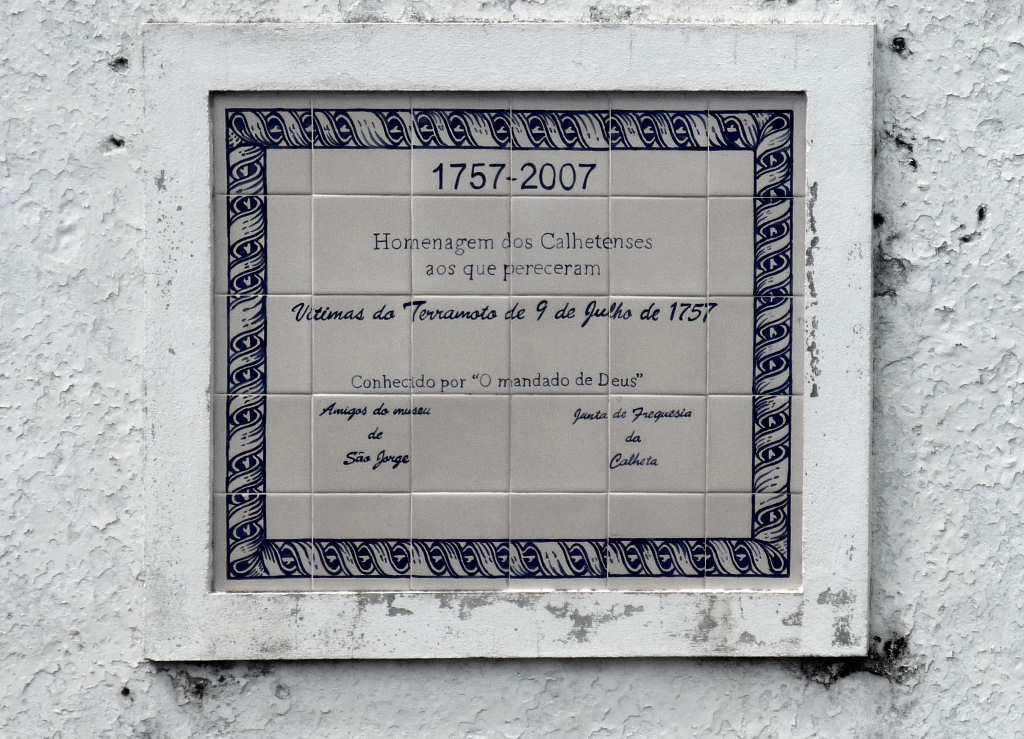 1757-2007
Homenagem dos Calhetenses
aos que pereceram
Vitimas do Terramoto de 9 de Julho de 1757
Conhecido por "O mandado de Deus"
Amigos do museu
de
São Jorge
Junta de Freguesia
da
Calheta